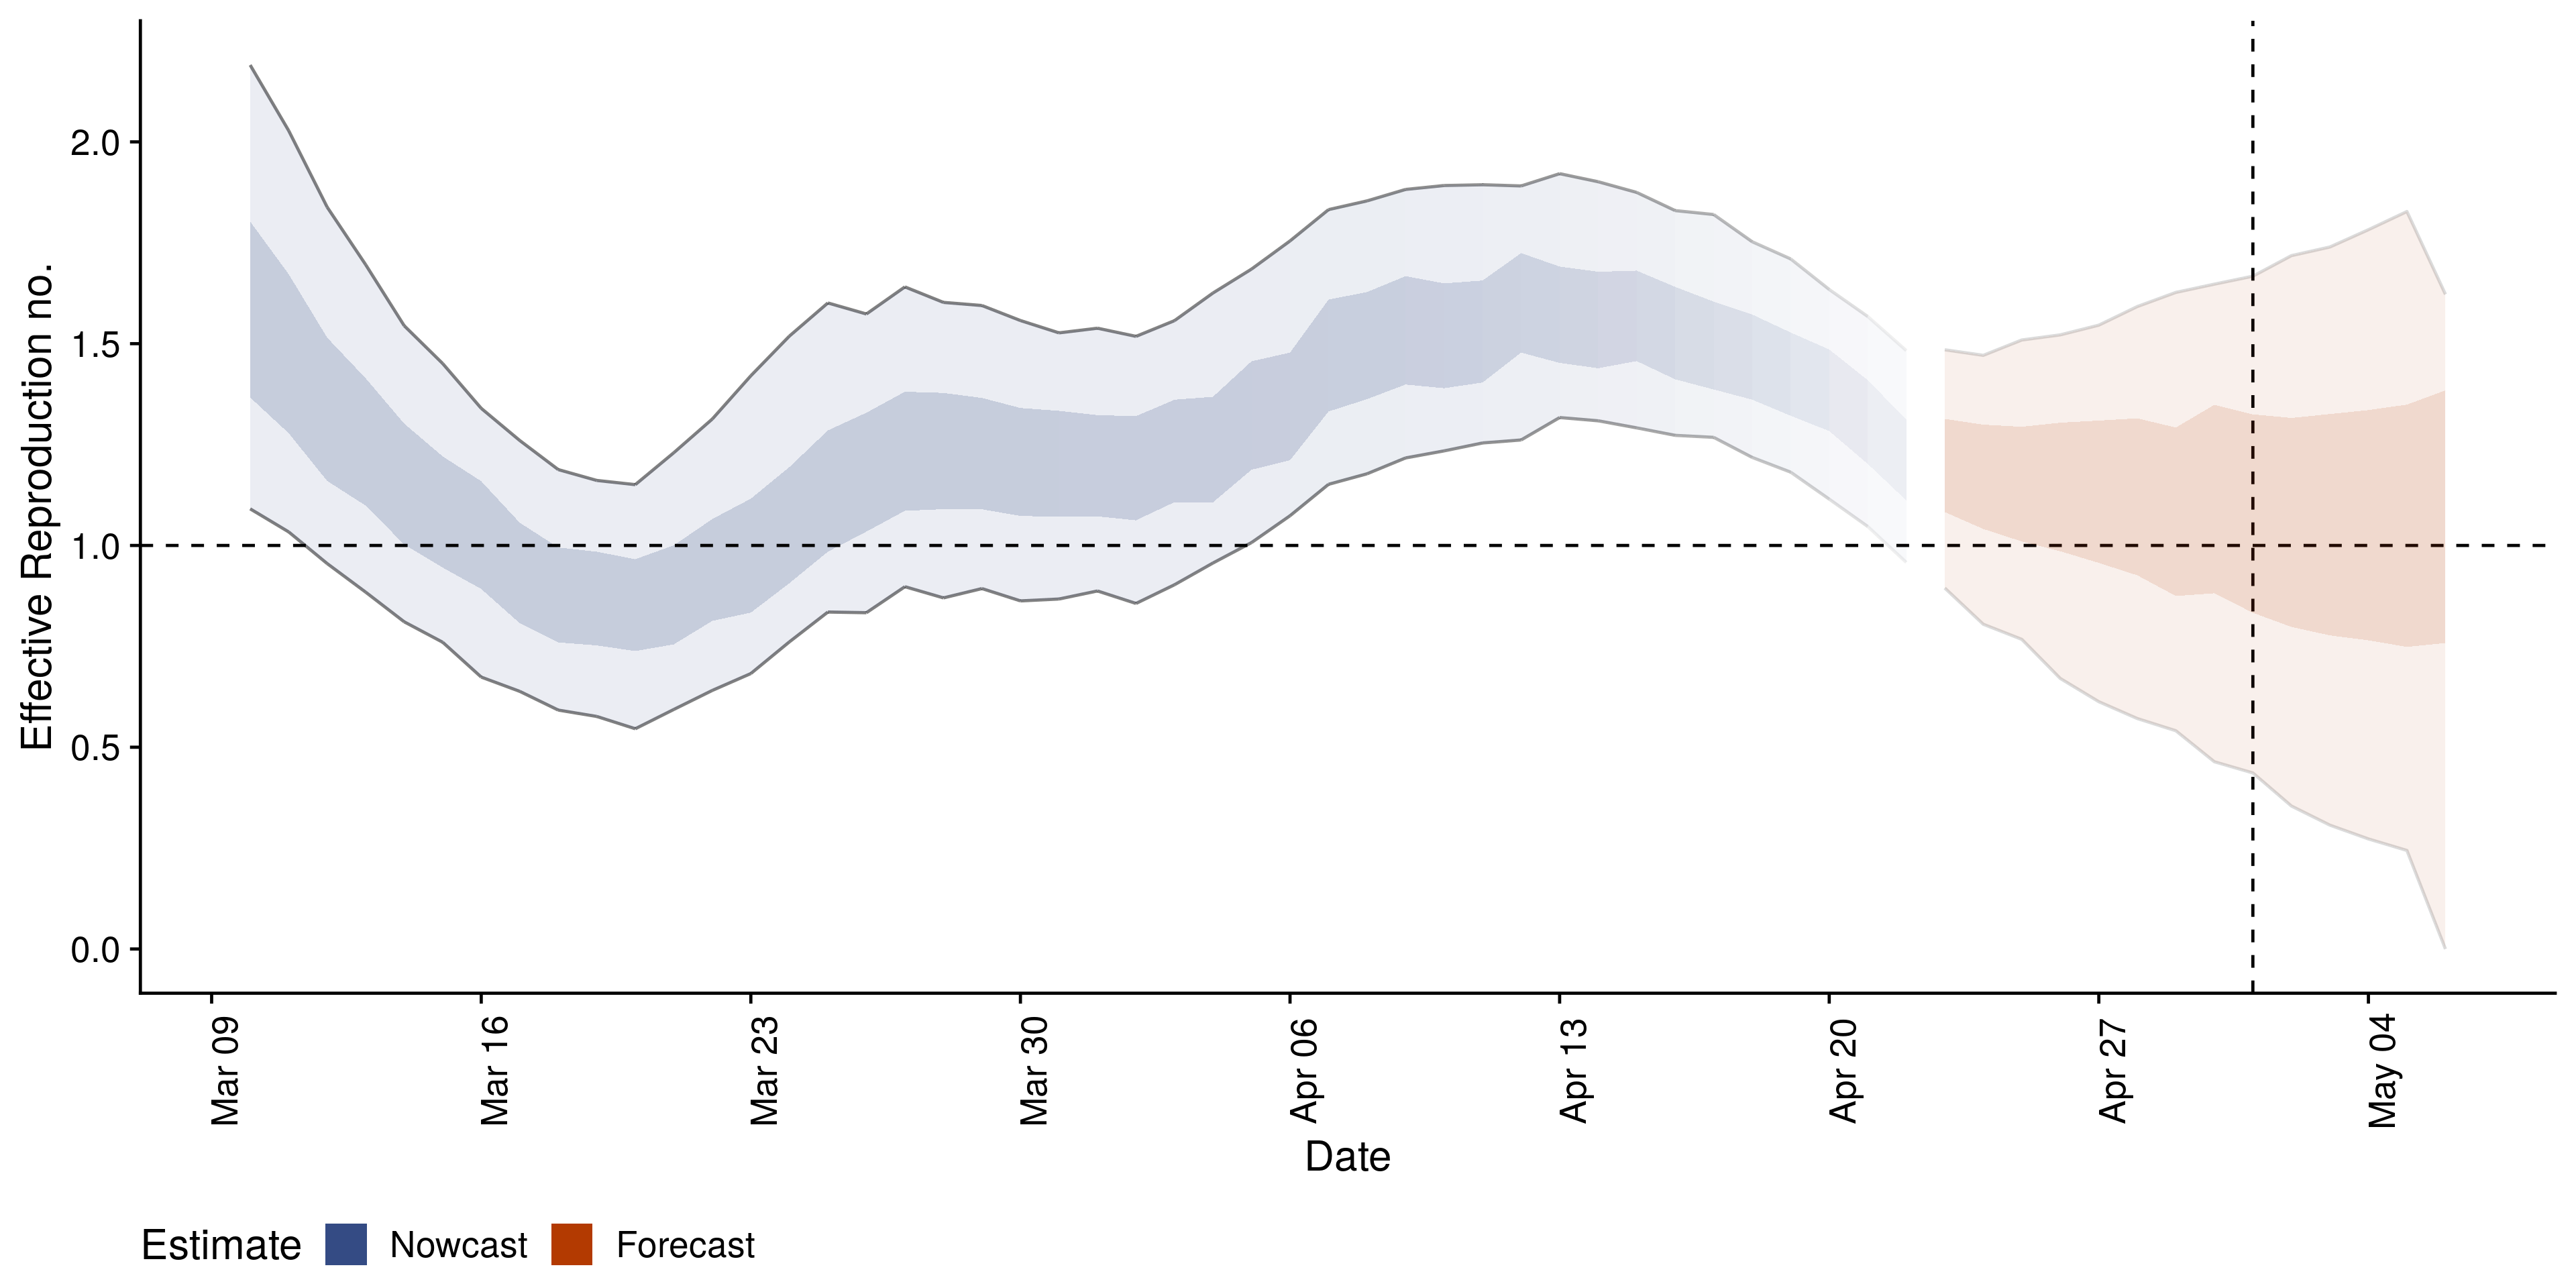 Effective Reproduction no.
2.0
1.5
1.0
0.5
0.0
Mar 09
Mar 16
Mar 23
Mar 30
Apr 06
Apr 13
Apr 20
Apr 27
May 04
Date
Estimate Nowcast Forecast